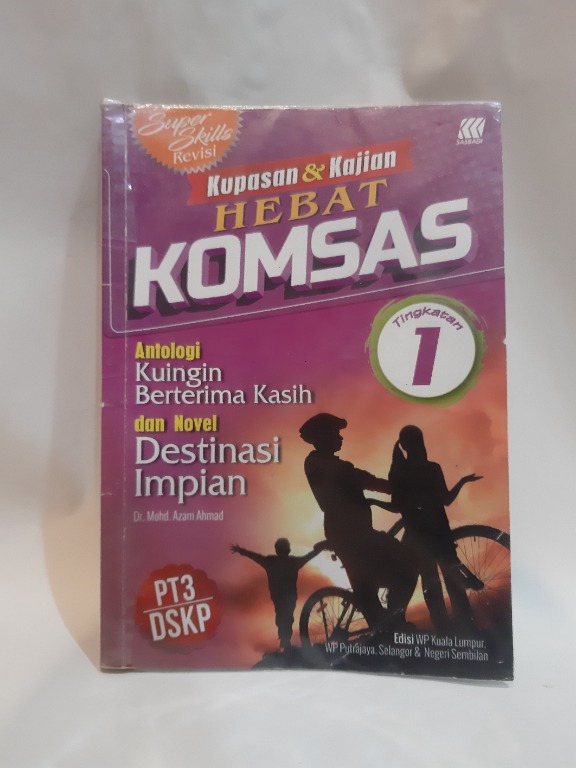 Super
Skills
Revisi
SASBADI
Kupasan & Kajian
HEBAT
KOMSAS
Tingkatan
1
Antologi
Kuingin
Berterima Kasih
dan Novel
Destinasi
Impian
Dr. Mohd. Azam Ahmad
PT3
DSKP
Edisi WP Kuala Lumpur,
WP Putrajaya, Selangor & Negeri Sembilan